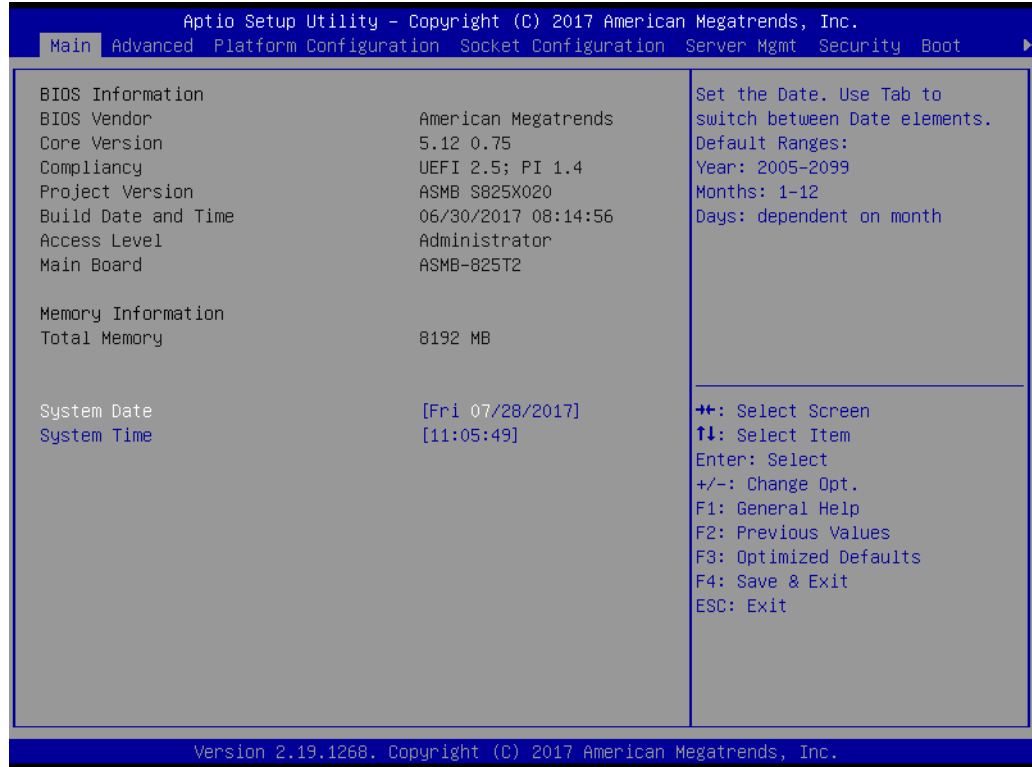 Aptio Setup Utility – Copyright (C) 2017 American Megatrends, Inc.
Main Advanced Platform Configuration Socket Configuration Server Mgmt Security Boot ▶
BIOS Information
BIOS Vendor American Megatrends
Core Version 5.12 0.75
Compliancy UEFI 2.5; PI 1.4
Project Version ASMB S825X020
Build Date and Time 06/30/2017 08:14:56
Access Level Administrator
Main Board ASMB-825T2
Memory Information
Total Memory 8192 MB
System Date [Fri 07/28/2017]
System Time [11:05:49]
Set the Date. Use Tab to
switch between Date elements.
Default Ranges:
Year: 2005-2099
Months: 1-12
Days: dependent on month
→←: Select Screen
↑↓: Select Item
Enter: Select
+/-: Change Opt.
F1: General Help
F2: Previous Values
F3: Optimized Defaults
F4: Save & Exit
ESC: Exit
Version 2.19.1268. Copyright (C) 2017 American Megatrends, Inc.